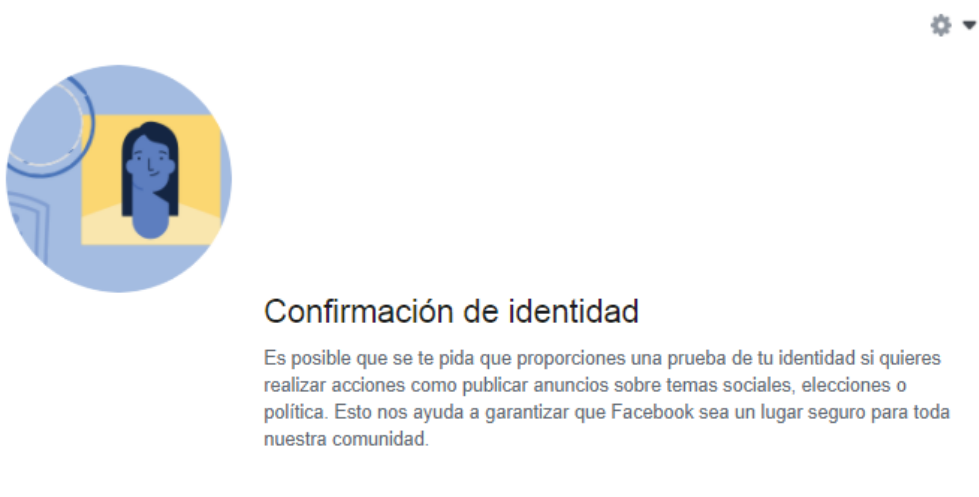 Confirmación de identidad
Es posible que se te pida que proporciones una prueba de tu identidad si quieres
realizar acciones como publicar anuncios sobre temas sociales, elecciones o
política. Esto nos ayuda a garantizar que Facebook sea un lugar seguro para toda
nuestra comunidad.